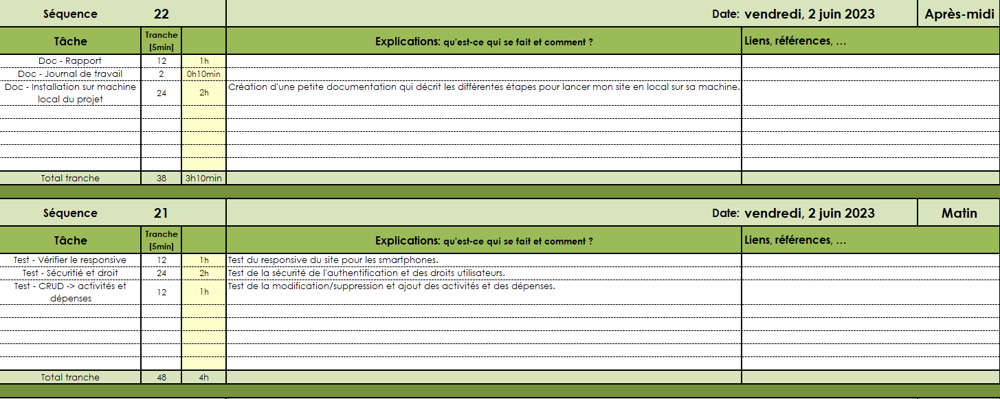 Séquence 22 Date: vendredi, 2 juin 2023 Après-midi
Tâche Tranche [5min] Explications: qu'est-ce qui se fait et comment ? Liens, références, …
Doc - Rapport 12 1h
Doc - Journal de travail 2 0h10min
Doc - Installation sur machine local du projet 24 2h Création d'une petite documentation qui décrit les différentes étapes pour lancer mon site en local sur sa machine.
Total tranche 38 3h10min
Séquence 21 Date: vendredi, 2 juin 2023 Matin
Tâche Tranche [5min] Explications: qu'est-ce qui se fait et comment ? Liens, références, …
Test - Vérifier le responsive 12 1h Test du responsive du site pour les smartphones.
Test - Sécuritié et droit 24 2h Test de la sécurité de l'authentification et des droits utilisateurs.
Test - CRUD -> activités et dépenses 12 1h Test de la modification/suppression et ajout des activités et des dépenses.
Total tranche 48 4h